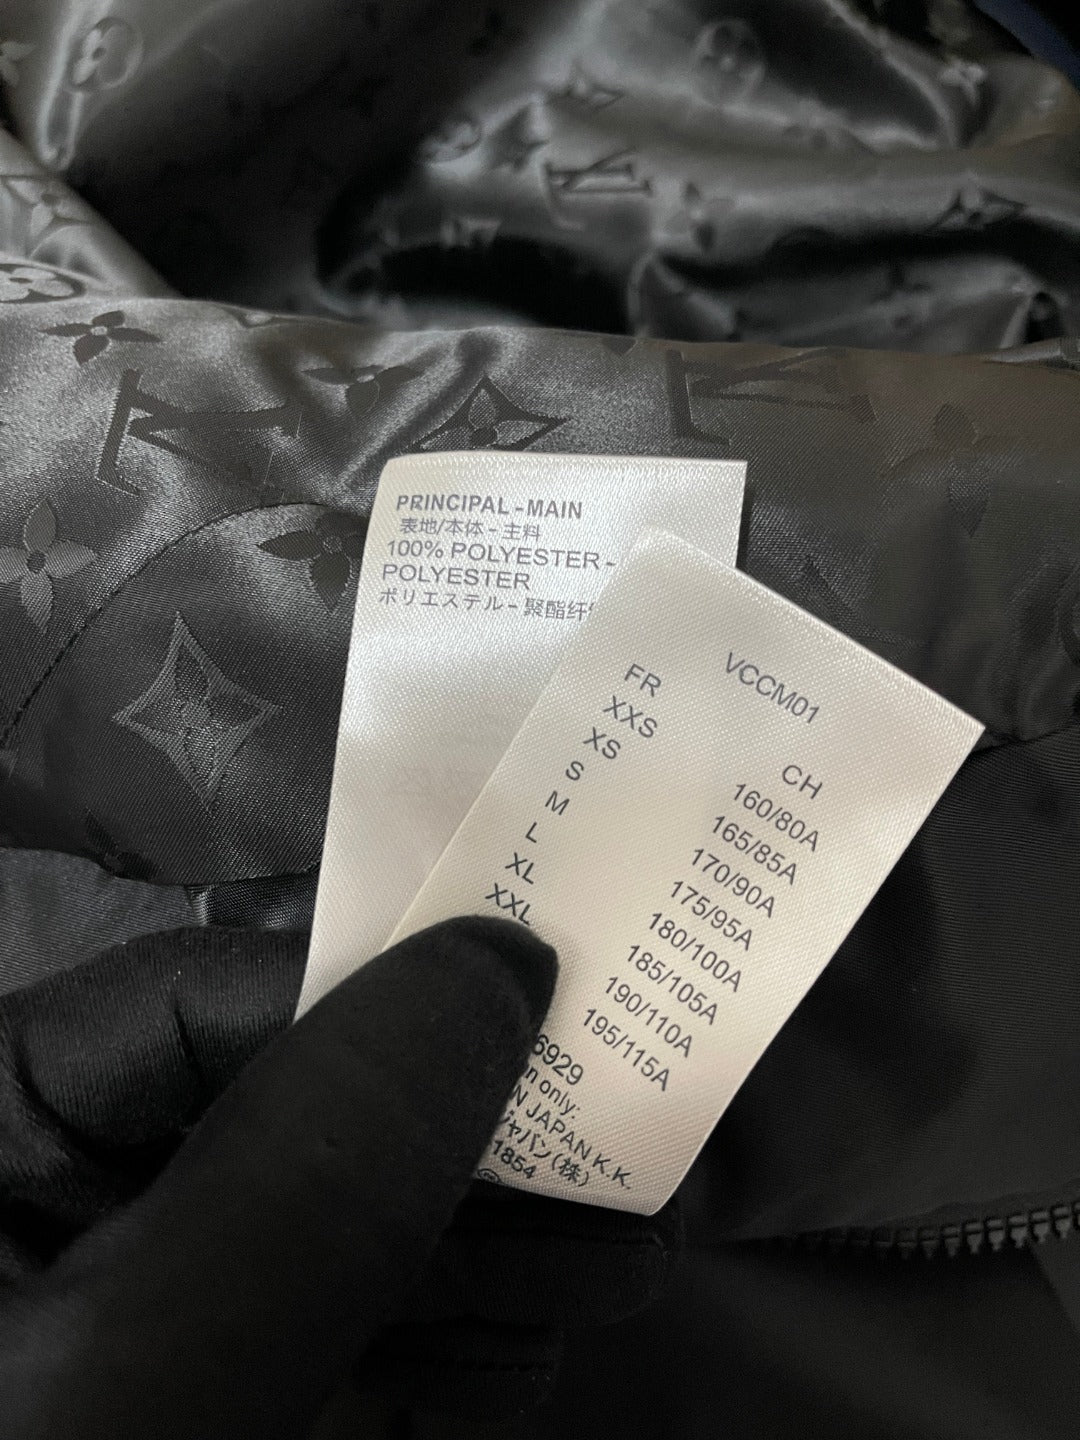 PRINCIPAL - MAIN
表地/本体 - 主料
100% POLYESTER -
POLYESTER
ポリエステル - 聚酯纤
VCCM01
FR CH
XXS 160/80A
XS 165/85A
S 170/90A
M 175/95A
L 180/100A
XL 185/105A
XXL 190/110A
195/115A
6929
n only:
N JAPAN K.K.
ジャパン(株)
1854